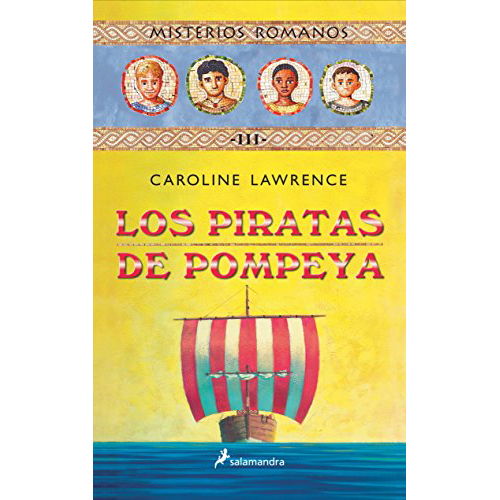 MISTERIOS ROMANOS
-III-
CAROLINE LAWRENCE
LOS PIRATAS
DE POMPEYA
salamandra